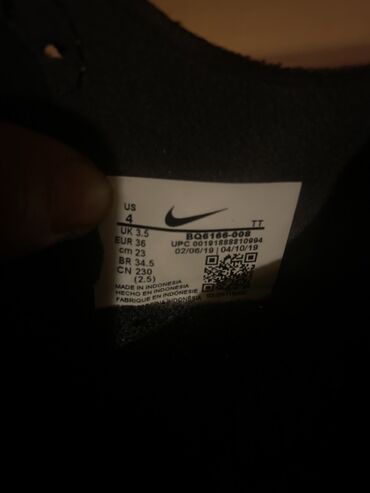 US
4
TT
UK 3.5
BQ6166-008
EUR 36
UPC 00191888810994
cm 23
02/06/19 | 04/10/19
BR 34.5
CN 230
(2.5)
MADE IN INDONESIA
HECHO EN INDONESIA
FABRIQUE EN INDONESIE